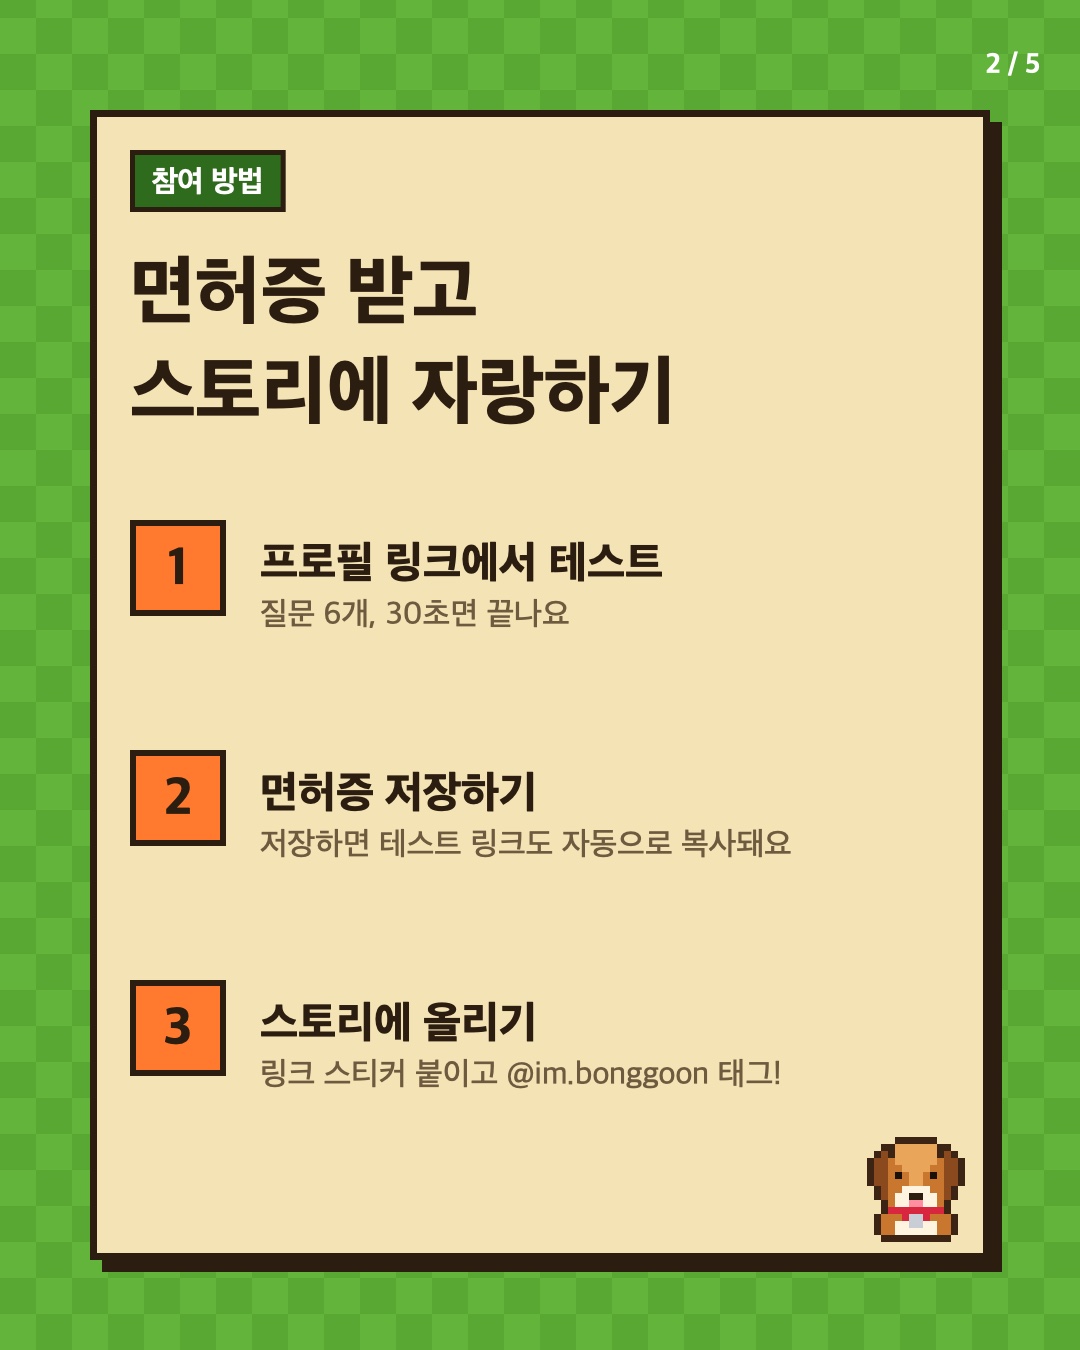 2 / 5
참여 방법
면허증 받고
스토리에 자랑하기
1
프로필 링크에서 테스트
질문 6개, 30초면 끝나요
2
면허증 저장하기
저장하면 테스트 링크도 자동으로 복사돼요
3
스토리에 올리기
링크 스티커 붙이고 @im.bonggoon 태그!